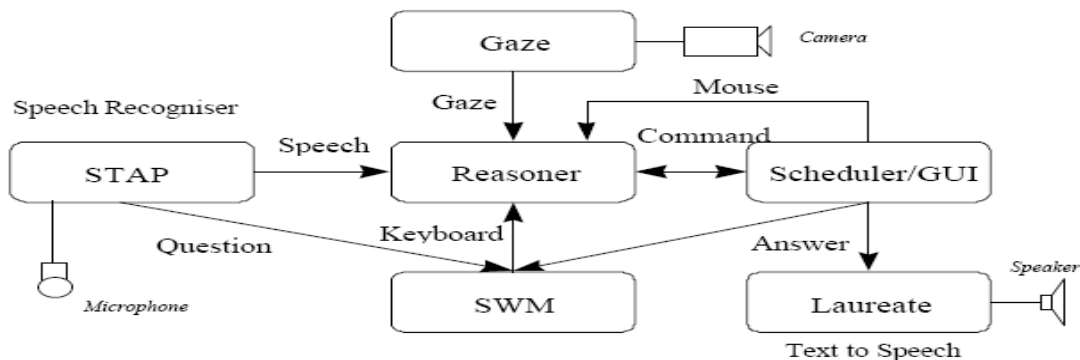 Gaze
Camera
Gaze
Mouse
Speech Recogniser
Speech
Command
STAP
Reasoner
Scheduler/GUI
Question
Keyboard
Answer
Microphone
SWM
Laureate
Speaker
Text to Speech